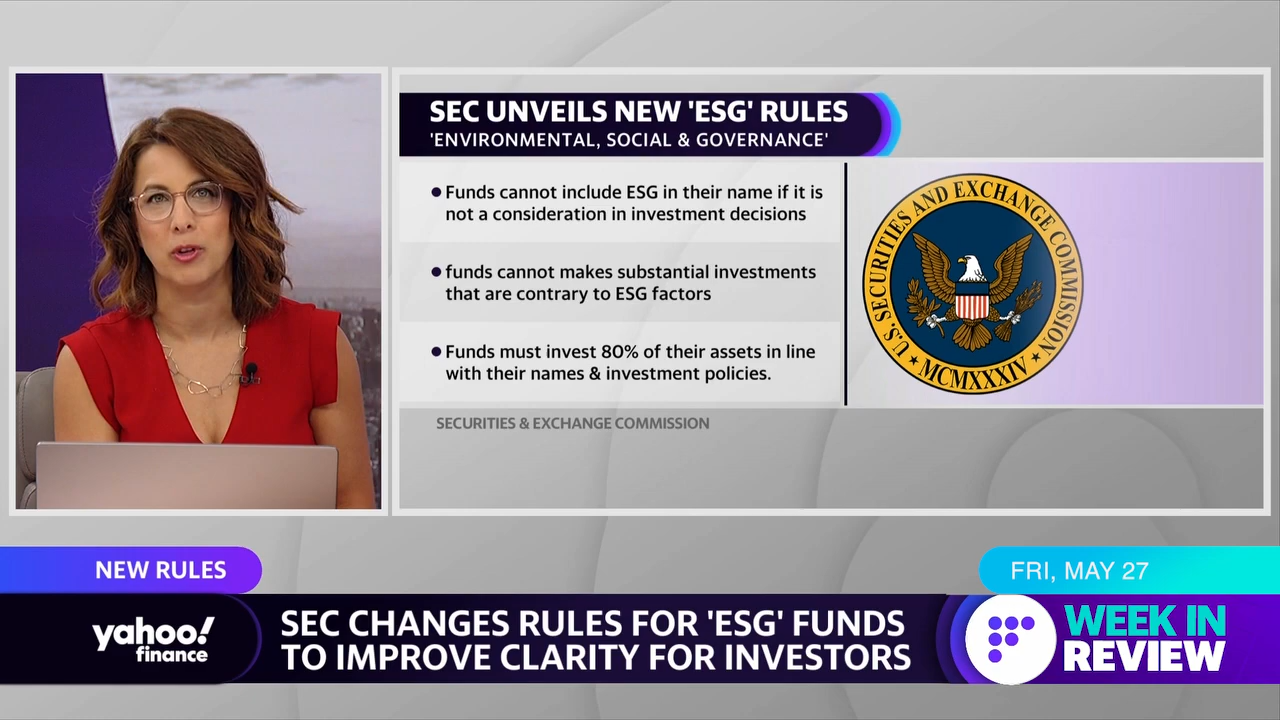 SEC UNVEILS NEW 'ESG' RULES
'ENVIRONMENTAL, SOCIAL & GOVERNANCE'
Funds cannot include ESG in their name if it is
not a consideration in investment decisions
funds cannot makes substantial investments
that are contrary to ESG factors
Funds must invest 80% of their assets in line
with their names & investment policies.
SECURITIES & EXCHANGE COMMISSION
U.S. SECURITIES AND EXCHANGE COMMISSION
MCMXXXIV
NEW RULES
FRI, MAY 27
yahoo!
finance
SEC CHANGES RULES FOR 'ESG' FUNDS
TO IMPROVE CLARITY FOR INVESTORS
WEEK IN
REVIEW